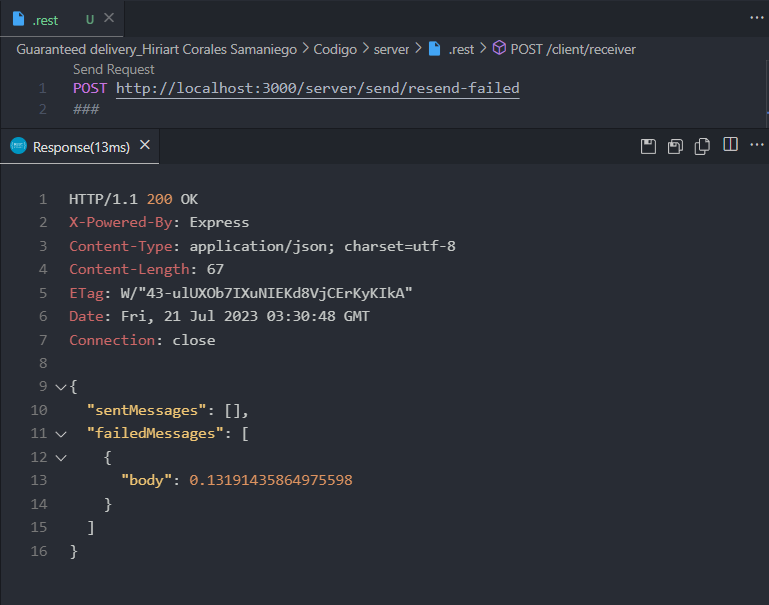 .rest U
Guaranteed delivery_Hiriart Corales Samaniego > Codigo > server > .rest > POST /client/receiver
Send Request
1 POST http://localhost:3000/server/send/resend-failed
2 ###
Response(13ms)
1 HTTP/1.1 200 OK
2 X-Powered-By: Express
3 Content-Type: application/json; charset=utf-8
4 Content-Length: 67
5 ETag: W/"43-ulUXOb7IXuNIEKd8VjCErKyKIkA"
6 Date: Fri, 21 Jul 2023 03:30:48 GMT
7 Connection: close
8
9 {
10 "sentMessages": [],
11 "failedMessages": [
12 {
13 "body": 0.13191435864975598
14 }
15 ]
16 }